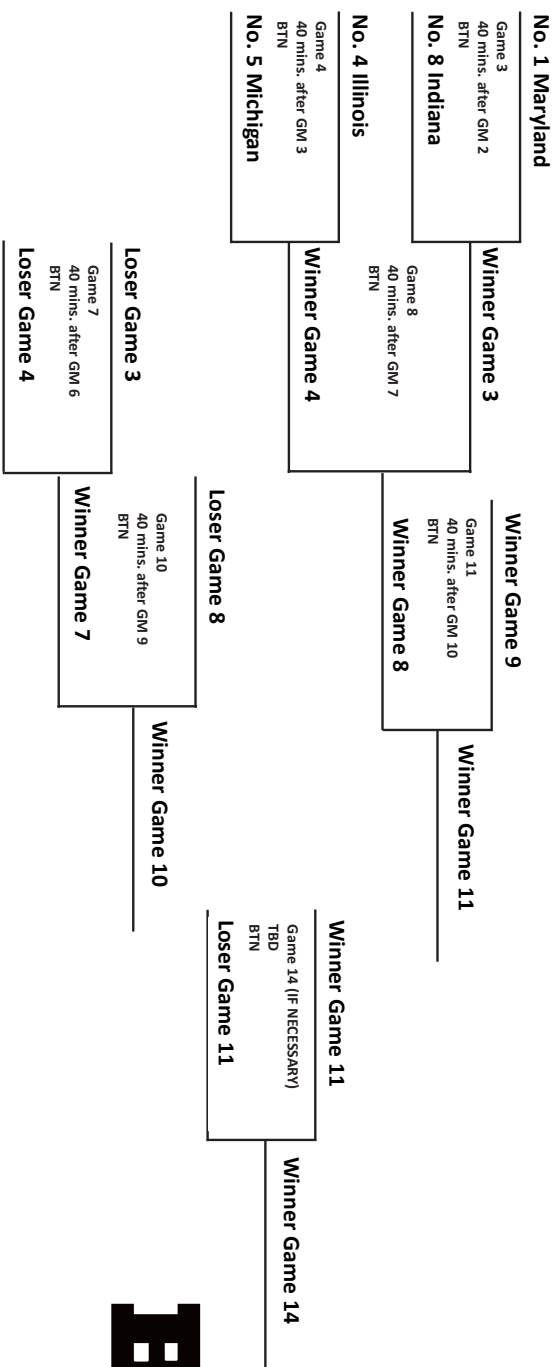 No. 1 Maryland
Game 3
40 mins. after GM 2
BTN
No. 8 Indiana
No. 4 Illinois
Game 4
40 mins. after GM 3
BTN
No. 5 Michigan
Winner Game 3
Game 8
40 mins. after GM 7
BTN
Winner Game 4
Loser Game 3
Game 7
40 mins. after GM 6
BTN
Loser Game 4
Winner Game 9
Game 11
40 mins. after GM 10
BTN
Winner Game 8
Loser Game 8
Game 10
40 mins. after GM 9
BTN
Winner Game 7
Winner Game 11
Winner Game 10
Winner Game 11
Game 14 (IF NECESSARY)
TBD
BTN
Loser Game 11
Winner Game 14